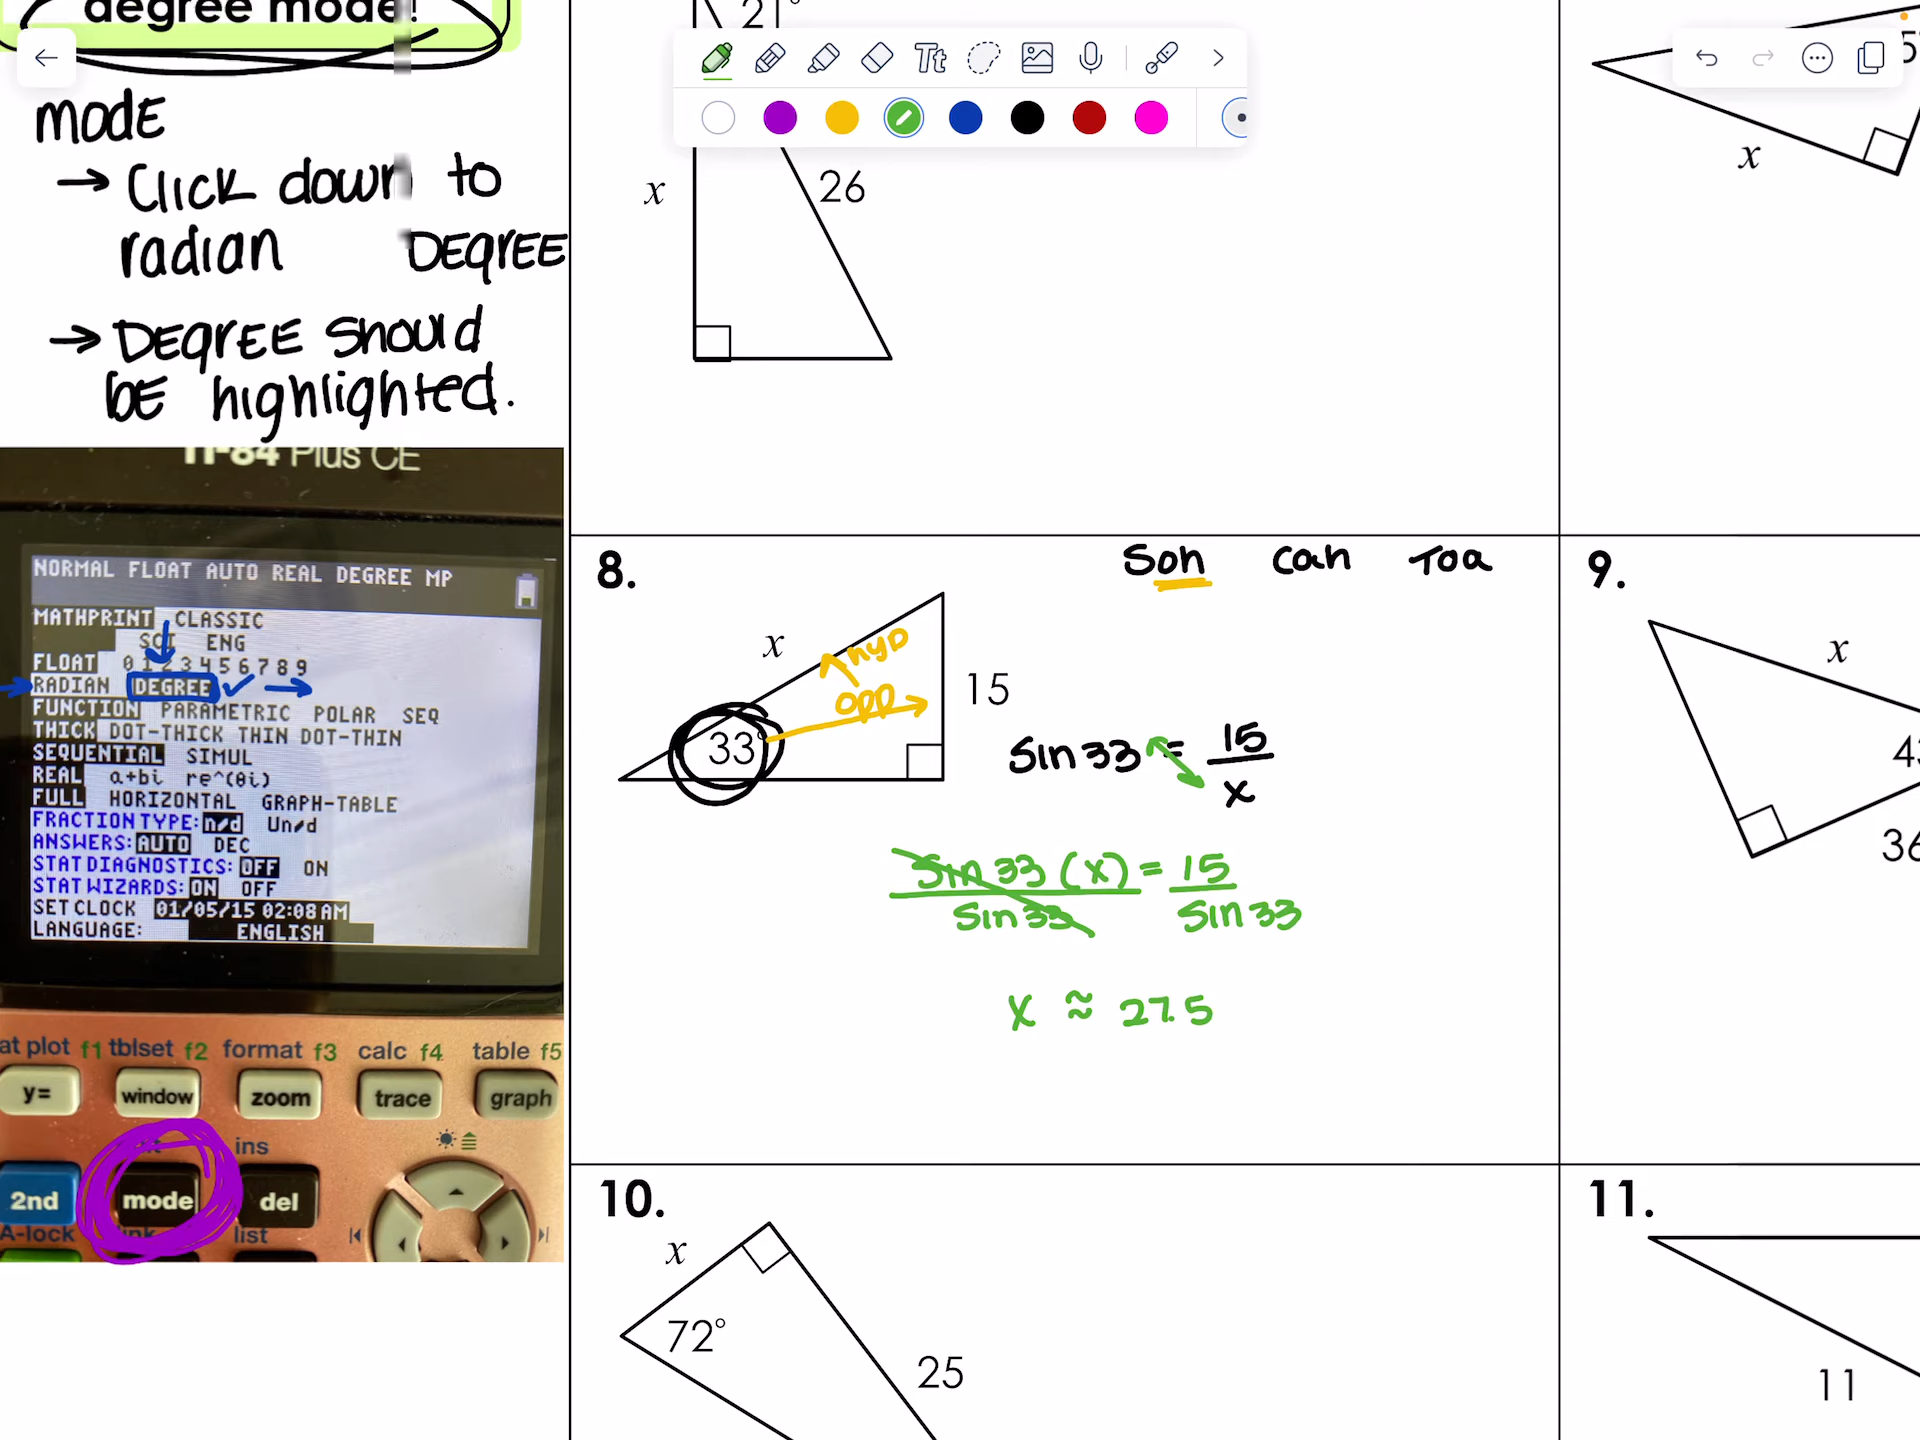 degree mode!
mode
→ Click down to
radian DEGREE
→ DEGREE should
be highlighted.
TI-84 Plus CE
NORMAL FLOAT AUTO REAL DEGREE MP
MATHPRINT CLASSIC
SCI ENG
FLOAT 0 1 2 3 4 5 6 7 8 9
RADIAN DEGREE ✓ →
FUNCTION PARAMETRIC POLAR SEQ
THICK DOT-THICK THIN DOT-THIN
SEQUENTIAL SIMUL
REAL a+bi re^(θi)
FULL HORIZONTAL GRAPH-TABLE
FRACTION TYPE: n/d Un/d
ANSWERS: AUTO DEC
STAT DIAGNOSTICS: OFF ON
STAT WIZARDS: ON OFF
SET CLOCK 01/05/15 02:08 AM
LANGUAGE: ENGLISH
at plot f1 tblset f2 format f3 calc f4 table f5
y= window zoom trace graph
ins
2nd mode del
A-lock list
Tt
21°
x
26
8.
Soh Cah Toa
x
hyp
opp
15
33°
sin 33 = 15/x
sin 33 (x) = 15
sin 33 sin 33
x ≈ 27.5
x
9.
x
36
10.
x
72°
25
11.
11